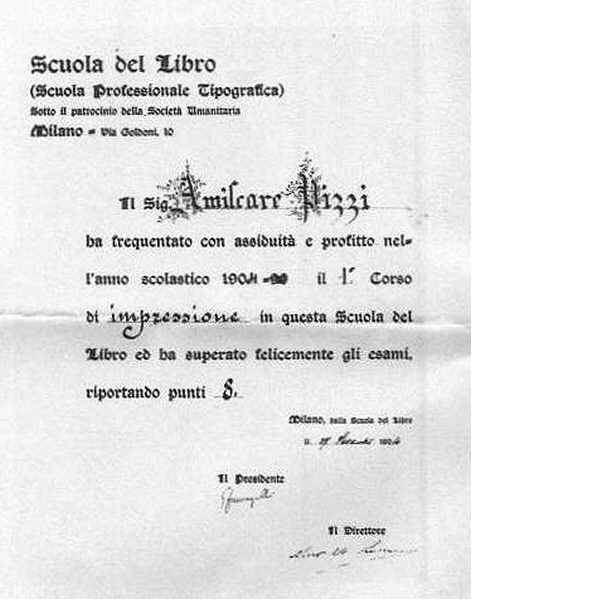 Scuola del Libro
(Scuola Professionale Tipografica)
Sotto il patrocinio della Società Umanitaria
Milano = Via Goldoni, 10
Il Sig. Amilcare Pizzi
ha frequentato con assiduità e profitto nel=
l'anno scolastico 1904 il 1° Corso
di impressione in questa Scuola del
Libro ed ha superato felicemente gli esami,
riportando punti 8.
Milano, dalla Scuola del Libro
Il Presidente
Il Direttore